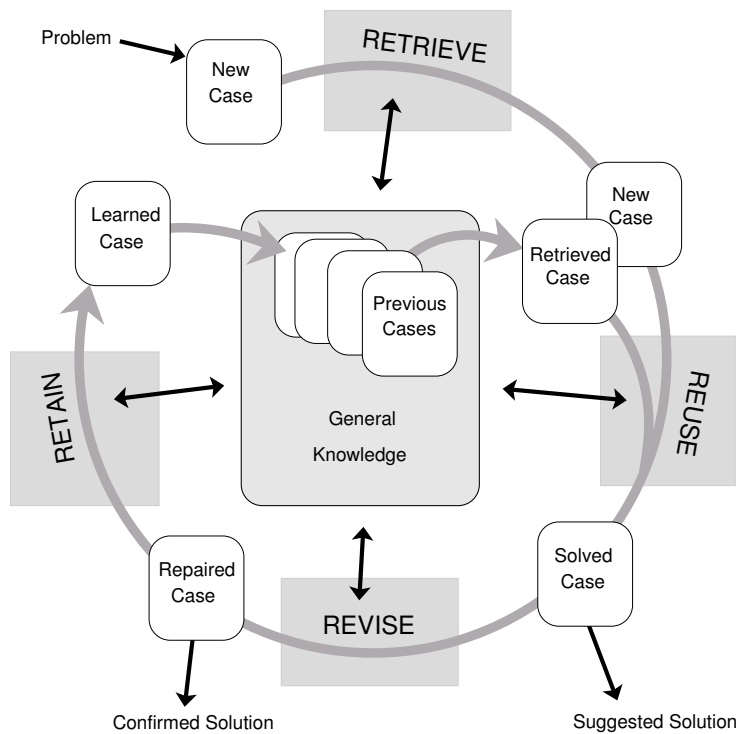 Problem
New
Case
RETRIEVE
Learned
Case
New
Case
Retrieved
Case
Previous
Cases
General
Knowledge
RETAIN
REUSE
Repaired
Case
REVISE
Solved
Case
Confirmed Solution
Suggested Solution